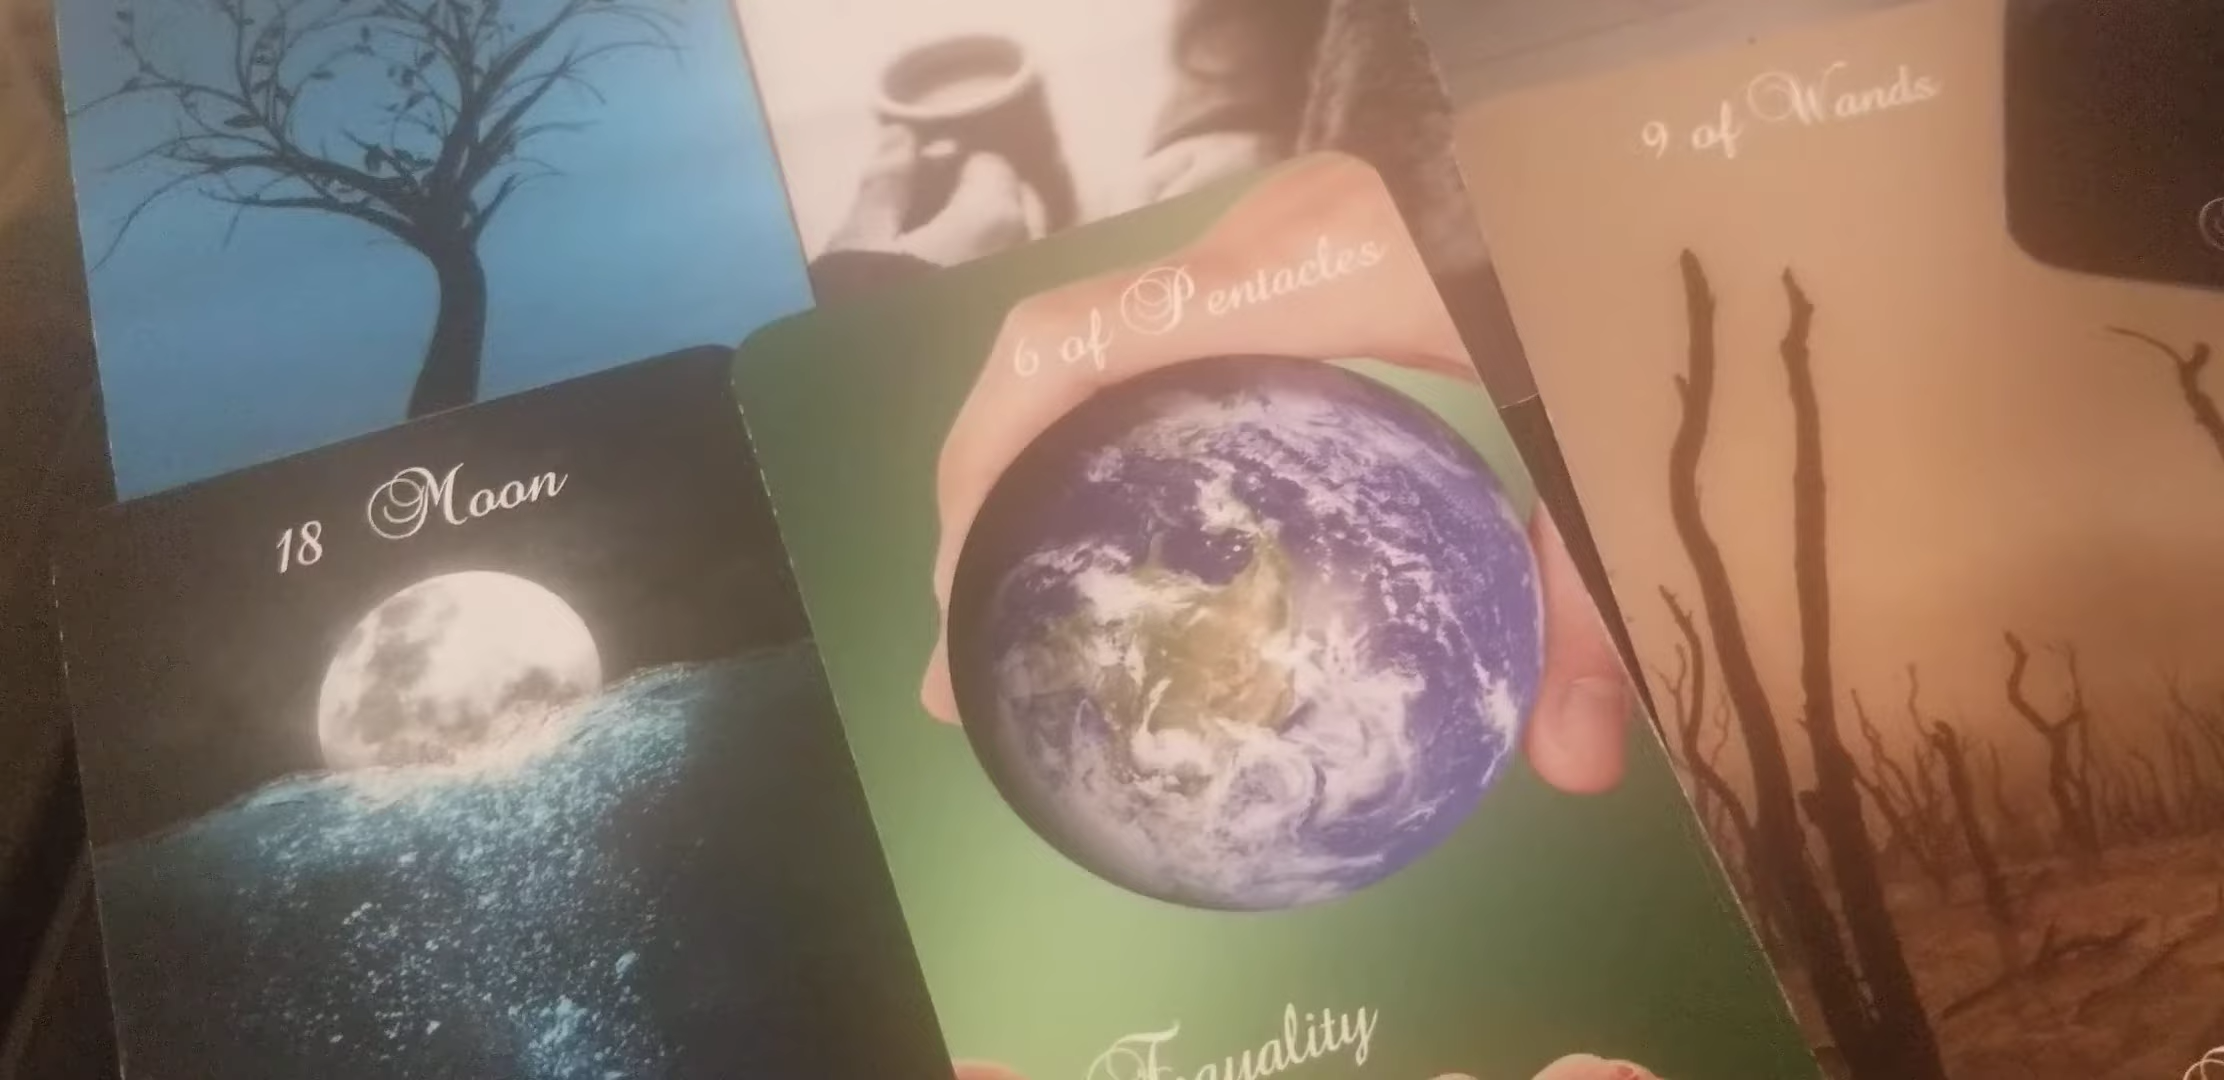 9 of Wands
6 of Pentacles
18 Moon
Equality